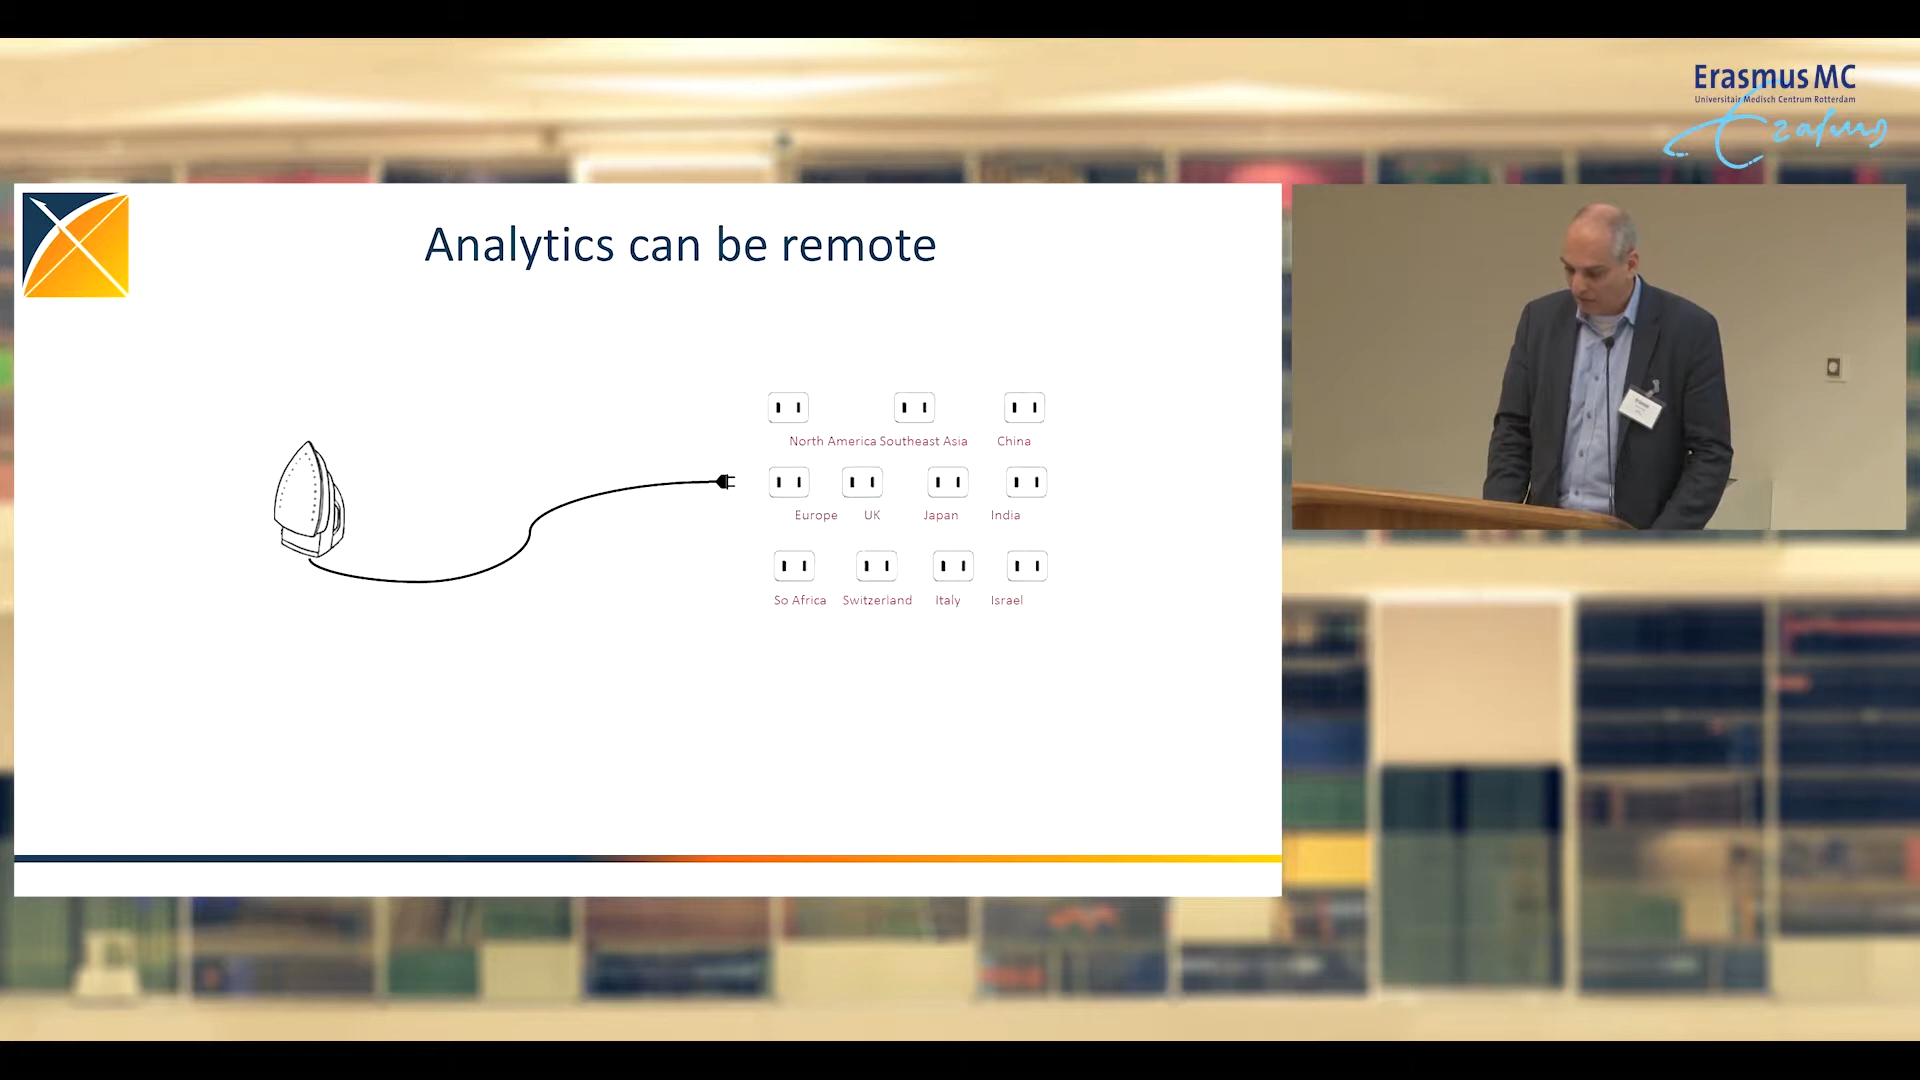 Erasmus MC
Universitair Medisch Centrum Rotterdam
Erasmus
Analytics can be remote
North America Southeast Asia China
Europe UK Japan India
So Africa Switzerland Italy Israel